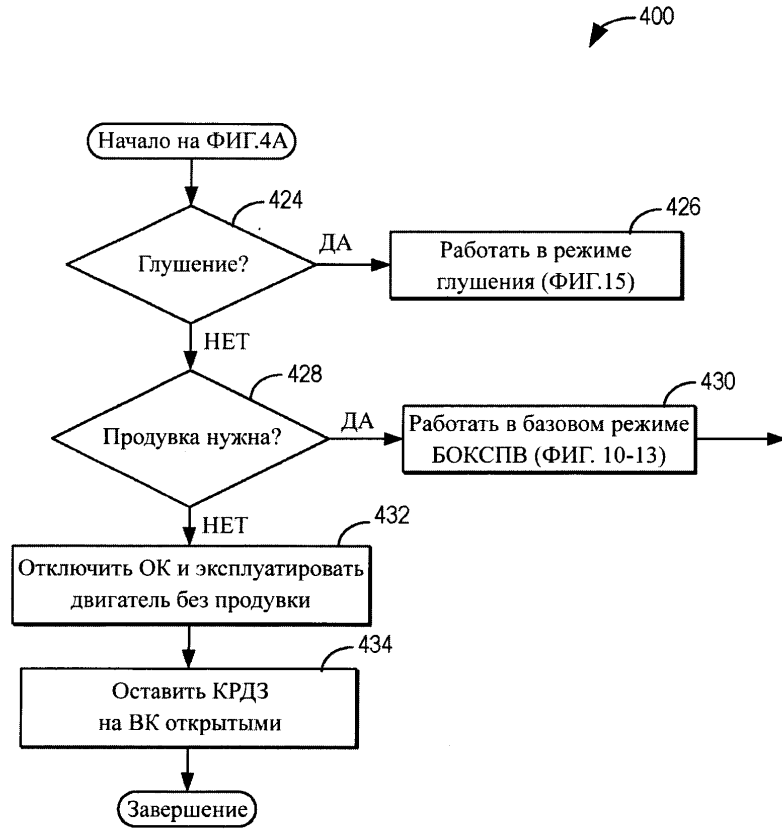 400
Начало на ФИГ.4А
424
Глушение?
ДА
426
Работать в режиме
глушения (ФИГ.15)
НЕТ
428
Продувка нужна?
ДА
430
Работать в базовом режиме
БОКСПВ (ФИГ. 10-13)
НЕТ
432
Отключить ОК и эксплуатировать
двигатель без продувки
434
Оставить КРДЗ
на ВК открытыми
Завершение